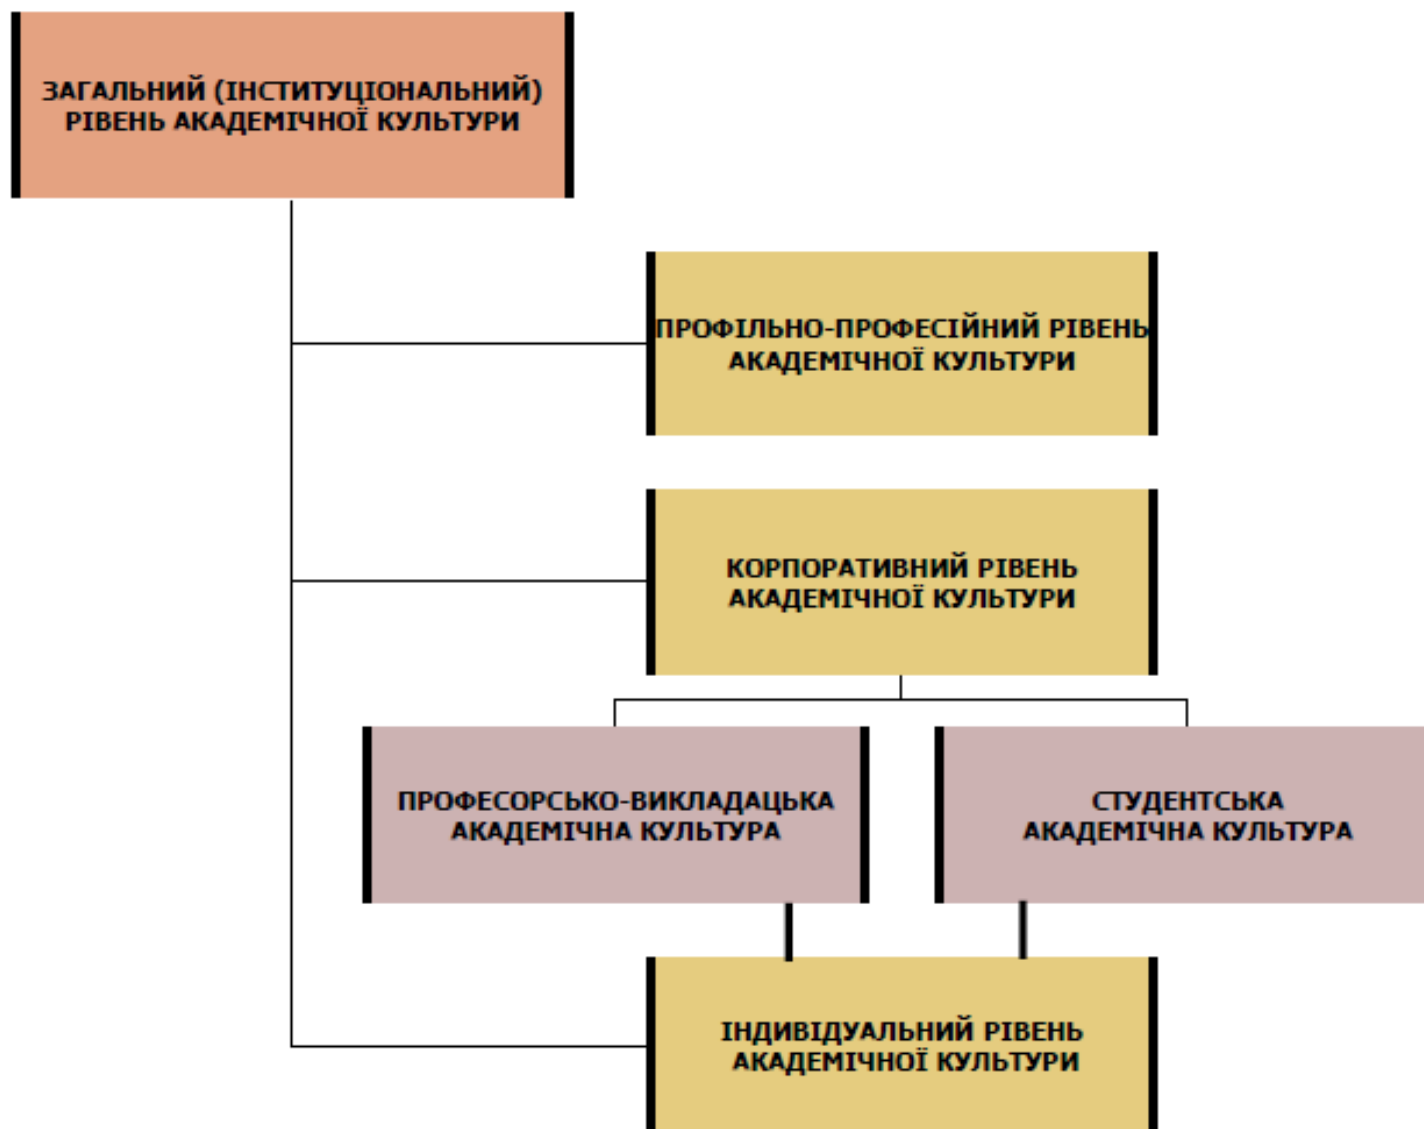 ЗАГАЛЬНИЙ (ІНСТИТУЦІОНАЛЬНИЙ)
РІВЕНЬ АКАДЕМІЧНОЇ КУЛЬТУРИ
ПРОФІЛЬНО-ПРОФЕСІЙНИЙ РІВЕНЬ
АКАДЕМІЧНОЇ КУЛЬТУРИ
КОРПОРАТИВНИЙ РІВЕНЬ
АКАДЕМІЧНОЇ КУЛЬТУРИ
ПРОФЕСОРСЬКО-ВИКЛАДАЦЬКА
АКАДЕМІЧНА КУЛЬТУРА
СТУДЕНТСЬКА
АКАДЕМІЧНА КУЛЬТУРА
ІНДИВІДУАЛЬНИЙ РІВЕНЬ
АКАДЕМІЧНОЇ КУЛЬТУРИ